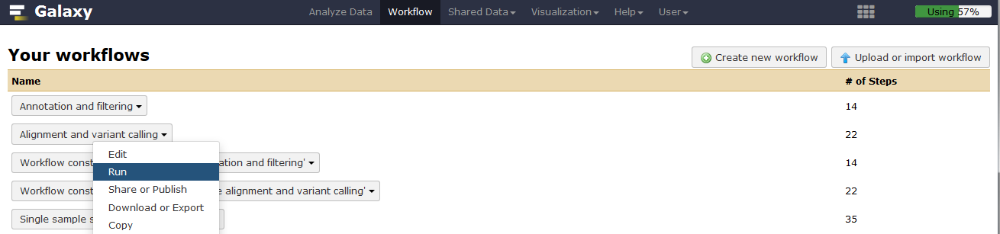 Galaxy Analyze Data Workflow Shared Data Visualization Help User Using 57%
Your workflows Create new workflow Upload or import workflow
Name # of Steps
Annotation and filtering 14
Alignment and variant calling 22
Edit
Workflow const ation and filtering' 14
Run
Share or Publish
Workflow const e alignment and variant calling' 22
Download or Export
Single sample s 35
Copy